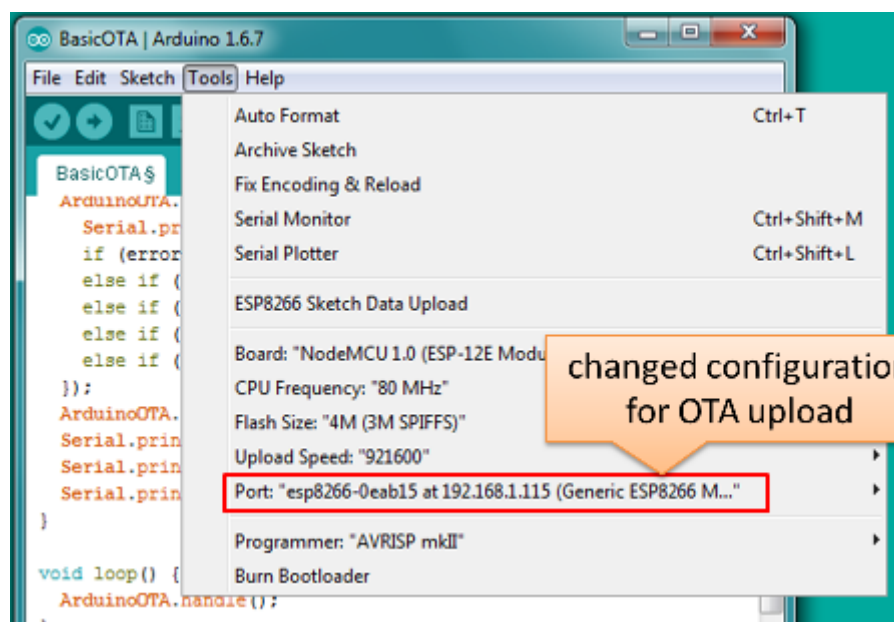 BasicOTA | Arduino 1.6.7
File Edit Sketch Tools Help
Auto Format Ctrl+T
Archive Sketch
BasicOTA§
Fix Encoding & Reload
ArduinoOTA.
Serial Monitor Ctrl+Shift+M
Serial.pr
if (error
Serial Plotter Ctrl+Shift+L
else if (
else if (
ESP8266 Sketch Data Upload
else if (
else if (
Board: "NodeMCU 1.0 (ESP-12E Modu
changed configuratio
for OTA upload
});
CPU Frequency: "80 MHz"
ArduinoOTA.
Flash Size: "4M (3M SPIFFS)"
Serial.prin
Serial.prin
Upload Speed: "921600"
Serial.prin
Port: "esp8266-0eab15 at 192.168.1.115 (Generic ESP8266 M..."
}
Programmer: "AVRISP mkII"
void loop() {
Burn Bootloader
ArduinoOTA.handle();